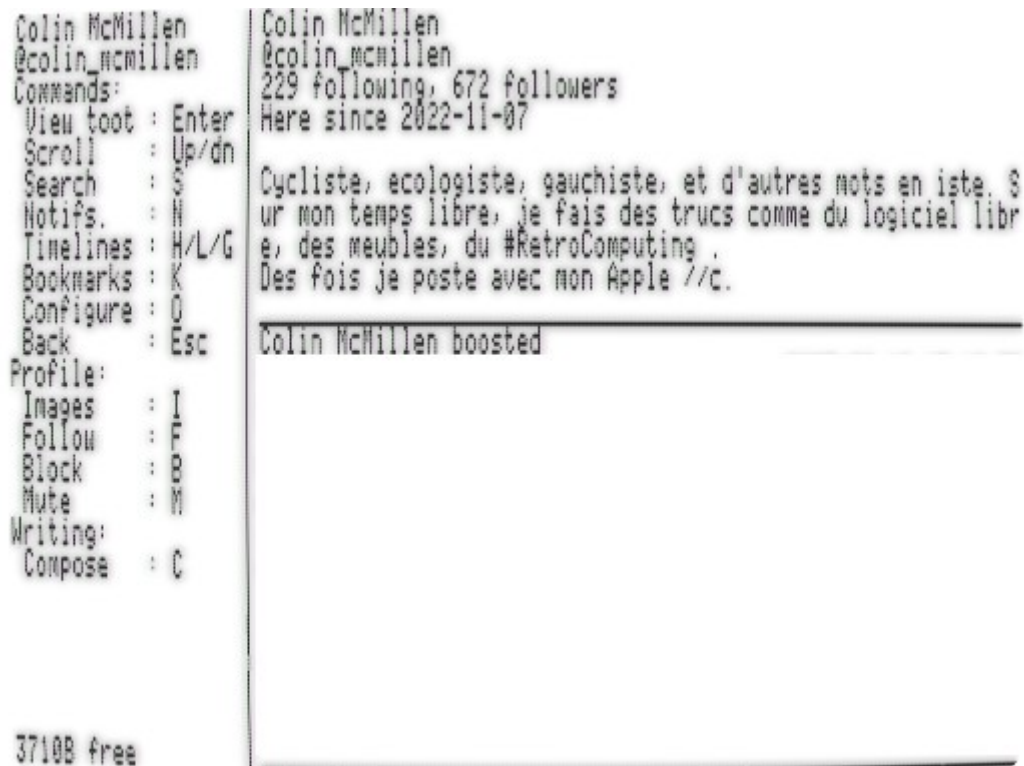 Colin McMillen
@colin_mcmillen
Commands:
View toot : Enter
Scroll : Up/dn
Search : S
Notifs. : N
Timelines : H/L/G
Bookmarks : K
Configure : O
Back : Esc
Profile:
Images : I
Follow : F
Block : B
Mute : M
Writing:
Compose : C
3710B free
Colin McMillen
@colin_mcmillen
229 following, 672 followers
Here since 2022-11-07
Cycliste, ecologiste, gauchiste, et d'autres mots en iste. S
ur mon temps libre, je fais des trucs comme du logiciel libr
e, des meubles, du #RetroComputing .
Des fois je poste avec mon Apple //c.
Colin McMillen boosted